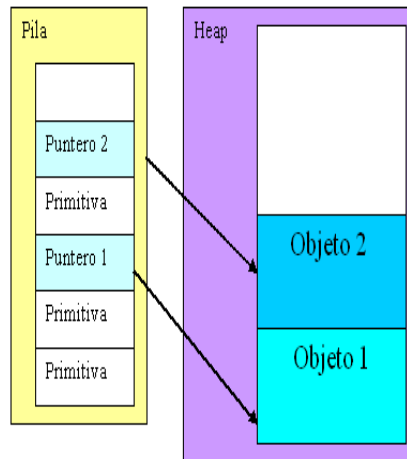 Pila
Puntero 2
Primitiva
Puntero 1
Primitiva
Primitiva
Heap
Objeto 2
Objeto 1